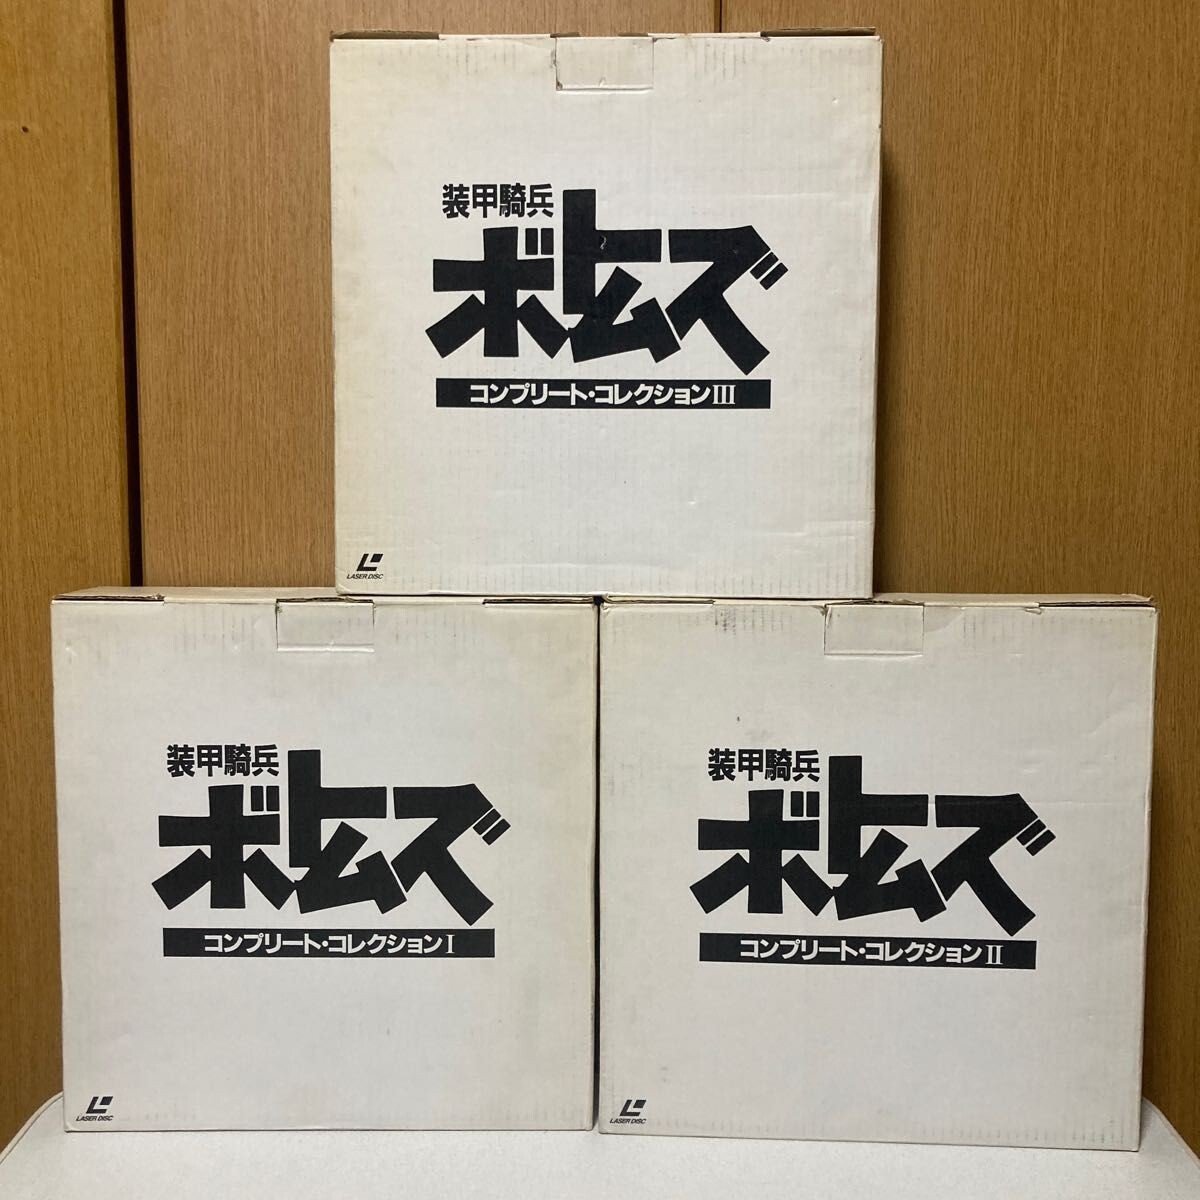 装甲騎兵
ボトムズ
コンプリート・コレクションIII
LASER DISC
装甲騎兵
ボトムズ
コンプリート・コレクションI
LASER DISC
装甲騎兵
ボトムズ
コンプリート・コレクションII
LASER DISC